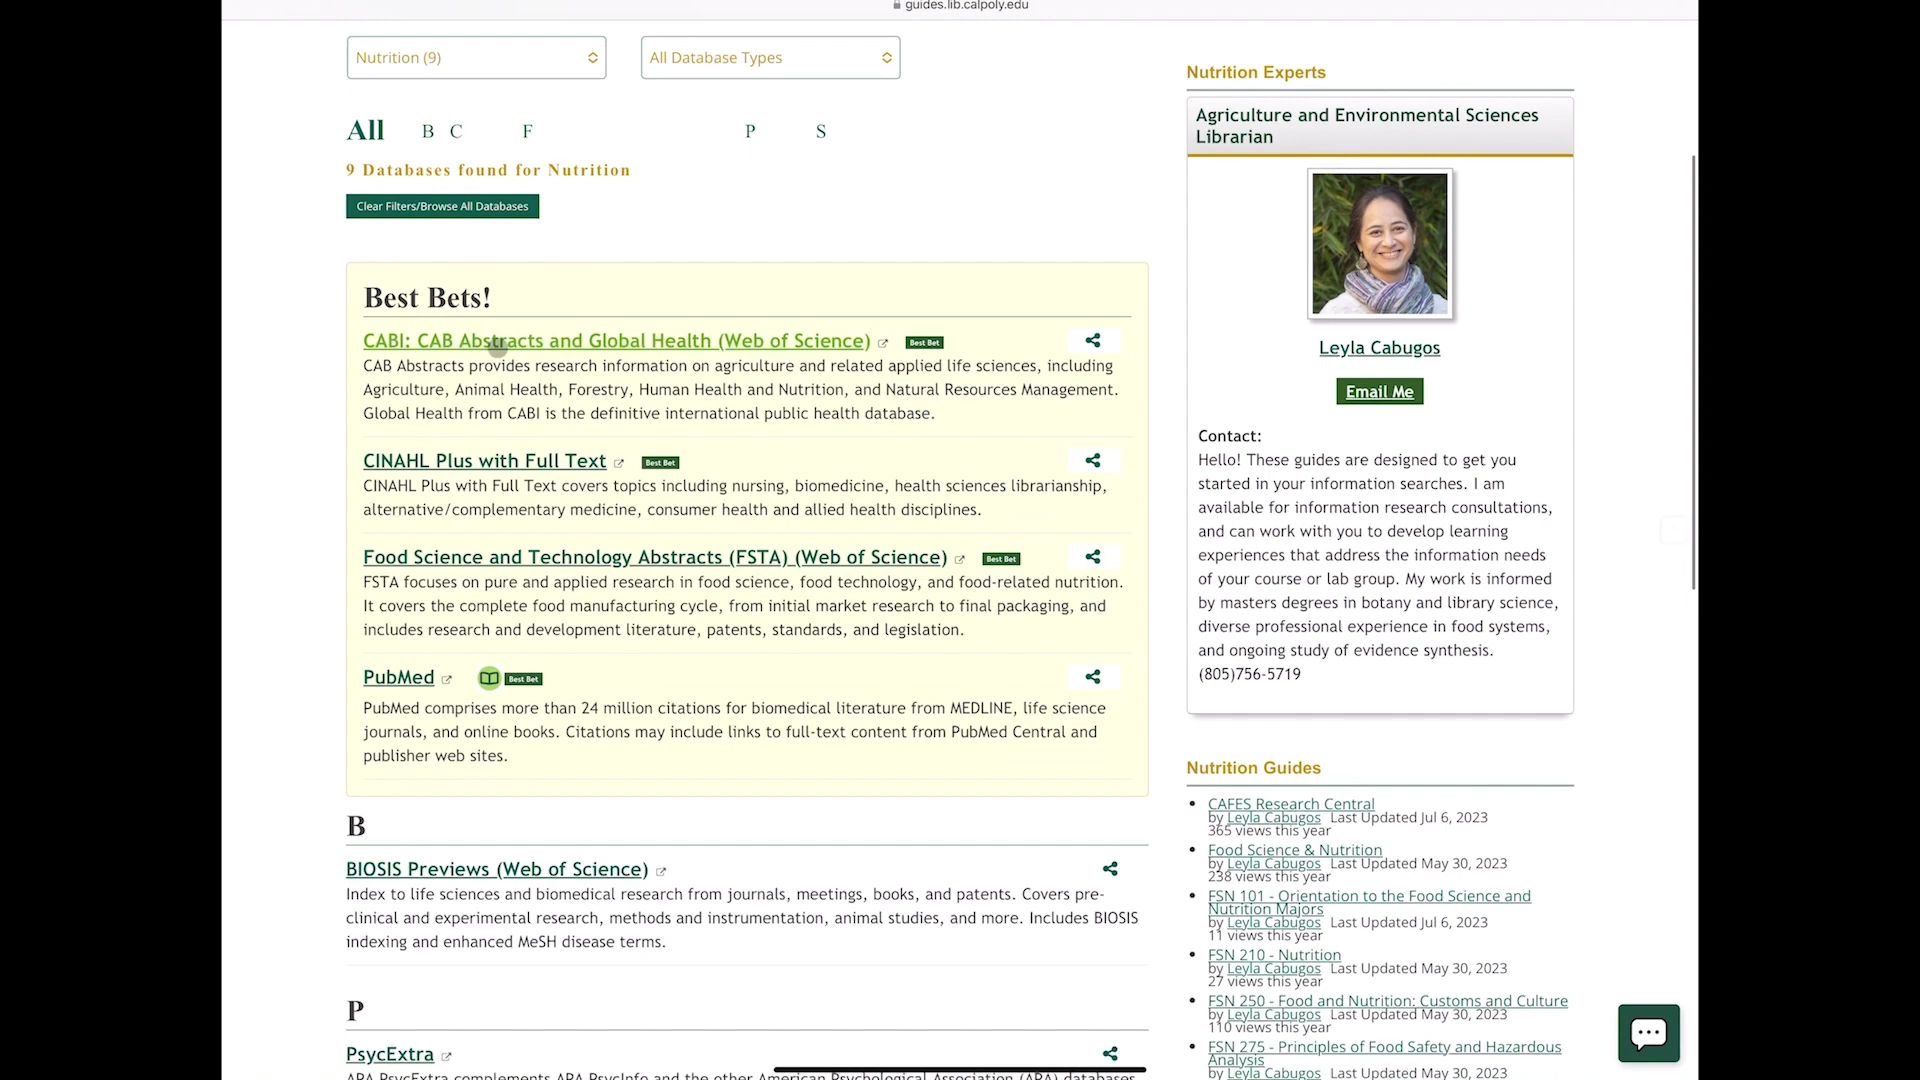 guides.lib.calpoly.edu
Nutrition (9)
All Database Types
All B C F P S
9 Databases found for Nutrition
Clear Filters/Browse All Databases
Best Bets!
CABI: CAB Abstracts and Global Health (Web of Science) Best Bet
CAB Abstracts provides research information on agriculture and related applied life sciences, including
Agriculture, Animal Health, Forestry, Human Health and Nutrition, and Natural Resources Management.
Global Health from CABI is the definitive international public health database.
CINAHL Plus with Full Text Best Bet
CINAHL Plus with Full Text covers topics including nursing, biomedicine, health sciences librarianship,
alternative/complementary medicine, consumer health and allied health disciplines.
Food Science and Technology Abstracts (FSTA) (Web of Science) Best Bet
FSTA focuses on pure and applied research in food science, food technology, and food-related nutrition.
It covers the complete food manufacturing cycle, from initial market research to final packaging, and
includes research and development literature, patents, standards, and legislation.
PubMed Best Bet
PubMed comprises more than 24 million citations for biomedical literature from MEDLINE, life science
journals, and online books. Citations may include links to full-text content from PubMed Central and
publisher web sites.
B
BIOSIS Previews (Web of Science)
Index to life sciences and biomedical research from journals, meetings, books, and patents. Covers pre-
clinical and experimental research, methods and instrumentation, animal studies, and more. Includes BIOSIS
indexing and enhanced MeSH disease terms.
P
PsycExtra
APA PsycExtra complements APA PsycInfo and the other American Psychological Association (APA) databases
Nutrition Experts
Agriculture and Environmental Sciences
Librarian
Leyla Cabugos
Email Me
Contact:
Hello! These guides are designed to get you
started in your information searches. I am
available for information research consultations,
and can work with you to develop learning
experiences that address the information needs
of your course or lab group. My work is informed
by masters degrees in botany and library science,
diverse professional experience in food systems,
and ongoing study of evidence synthesis.
(805)756-5719
Nutrition Guides
CAFES Research Central
by Leyla Cabugos Last Updated Jul 6, 2023
365 views this year
Food Science & Nutrition
by Leyla Cabugos Last Updated May 30, 2023
238 views this year
FSN 101 - Orientation to the Food Science and
Nutrition Majors
by Leyla Cabugos Last Updated Jul 6, 2023
11 views this year
FSN 210 - Nutrition
by Leyla Cabugos Last Updated May 30, 2023
27 views this year
FSN 250 - Food and Nutrition: Customs and Culture
by Leyla Cabugos Last Updated May 30, 2023
110 views this year
FSN 275 - Principles of Food Safety and Hazardous
Analysis
by Leyla Cabugos Last Updated May 30, 2023